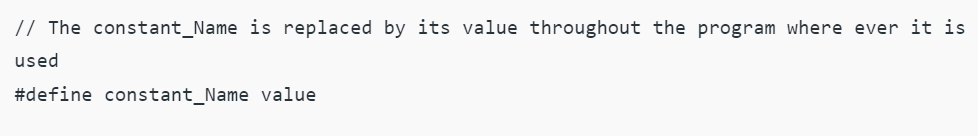 // The constant_Name is replaced by its value throughout the program where ever it is
used
#define constant_Name value